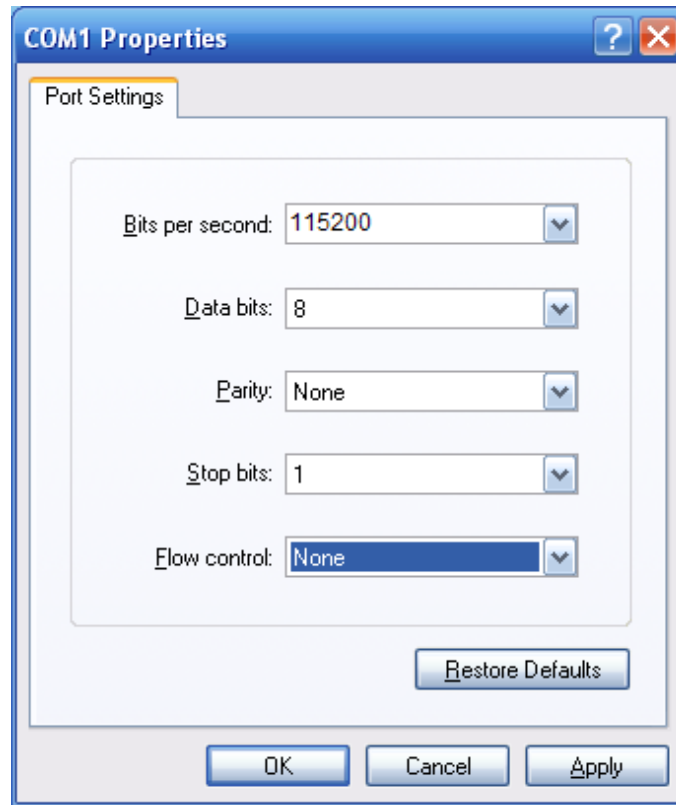 COM1 Properties
Port Settings
Bits per second: 115200
Data bits: 8
Parity: None
Stop bits: 1
Flow control: None
Restore Defaults
OK Cancel Apply